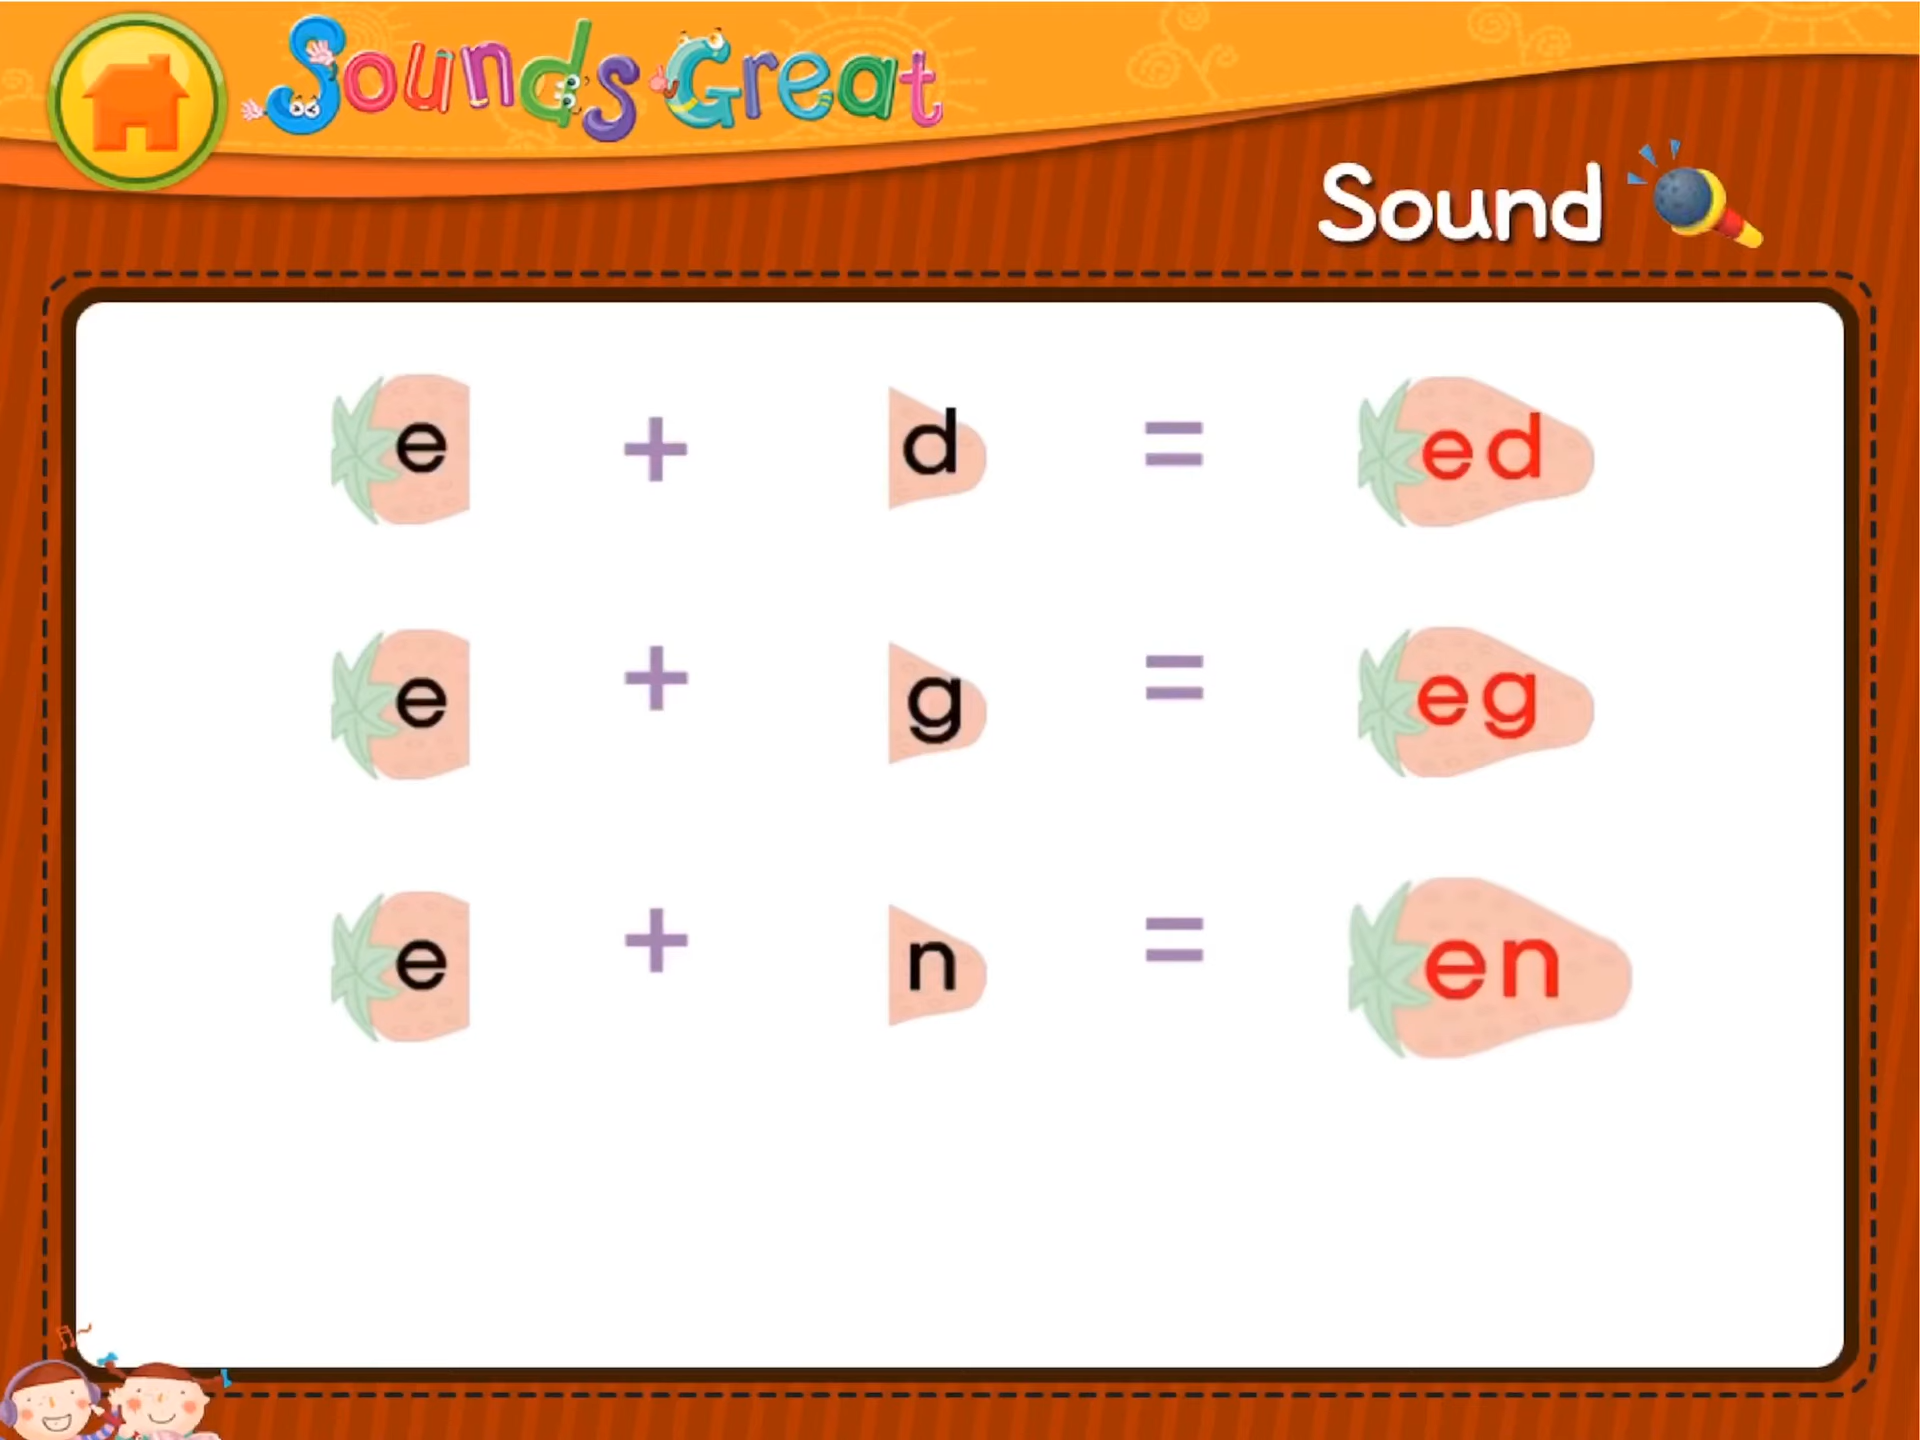 Sounds Great
Sound
e + d = ed
e + g = eg
e + n = en